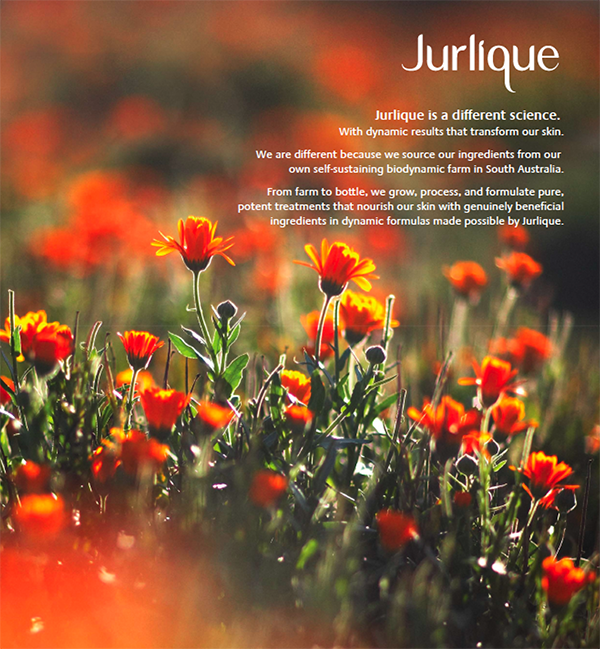 Jurlique
Jurlique is a different science.
With dynamic results that transform our skin.
We are different because we source our ingredients from our
own self-sustaining biodynamic farm in South Australia.
From farm to bottle, we grow, process, and formulate pure,
potent treatments that nourish our skin with genuinely beneficial
ingredients in dynamic formulas made possible by Jurlique.